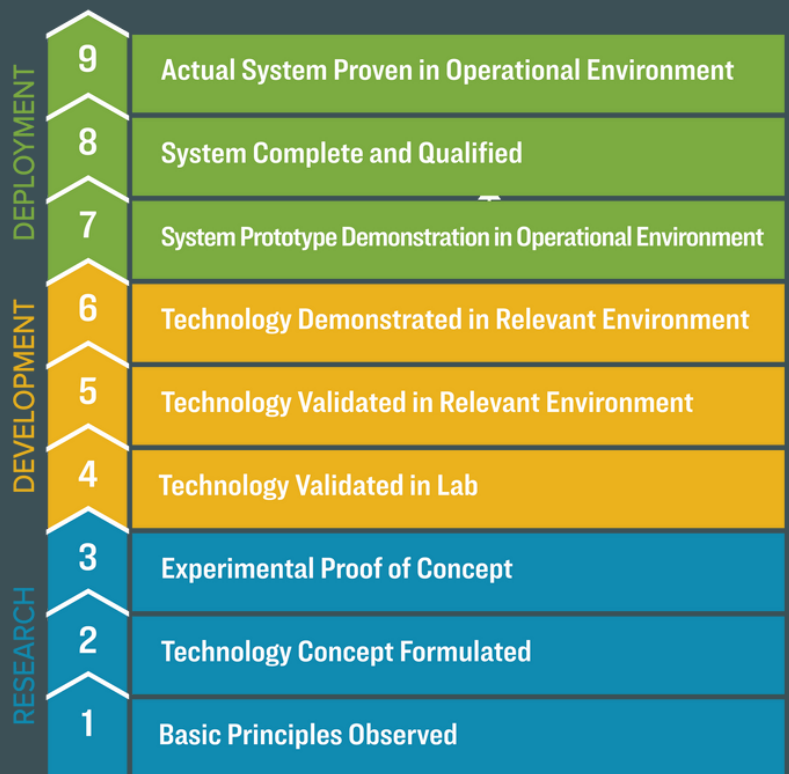 DEPLOYMENT
9
Actual System Proven in Operational Environment
8
System Complete and Qualified
7
System Prototype Demonstration in Operational Environment
DEVELOPMENT
6
Technology Demonstrated in Relevant Environment
5
Technology Validated in Relevant Environment
4
Technology Validated in Lab
RESEARCH
3
Experimental Proof of Concept
2
Technology Concept Formulated
1
Basic Principles Observed